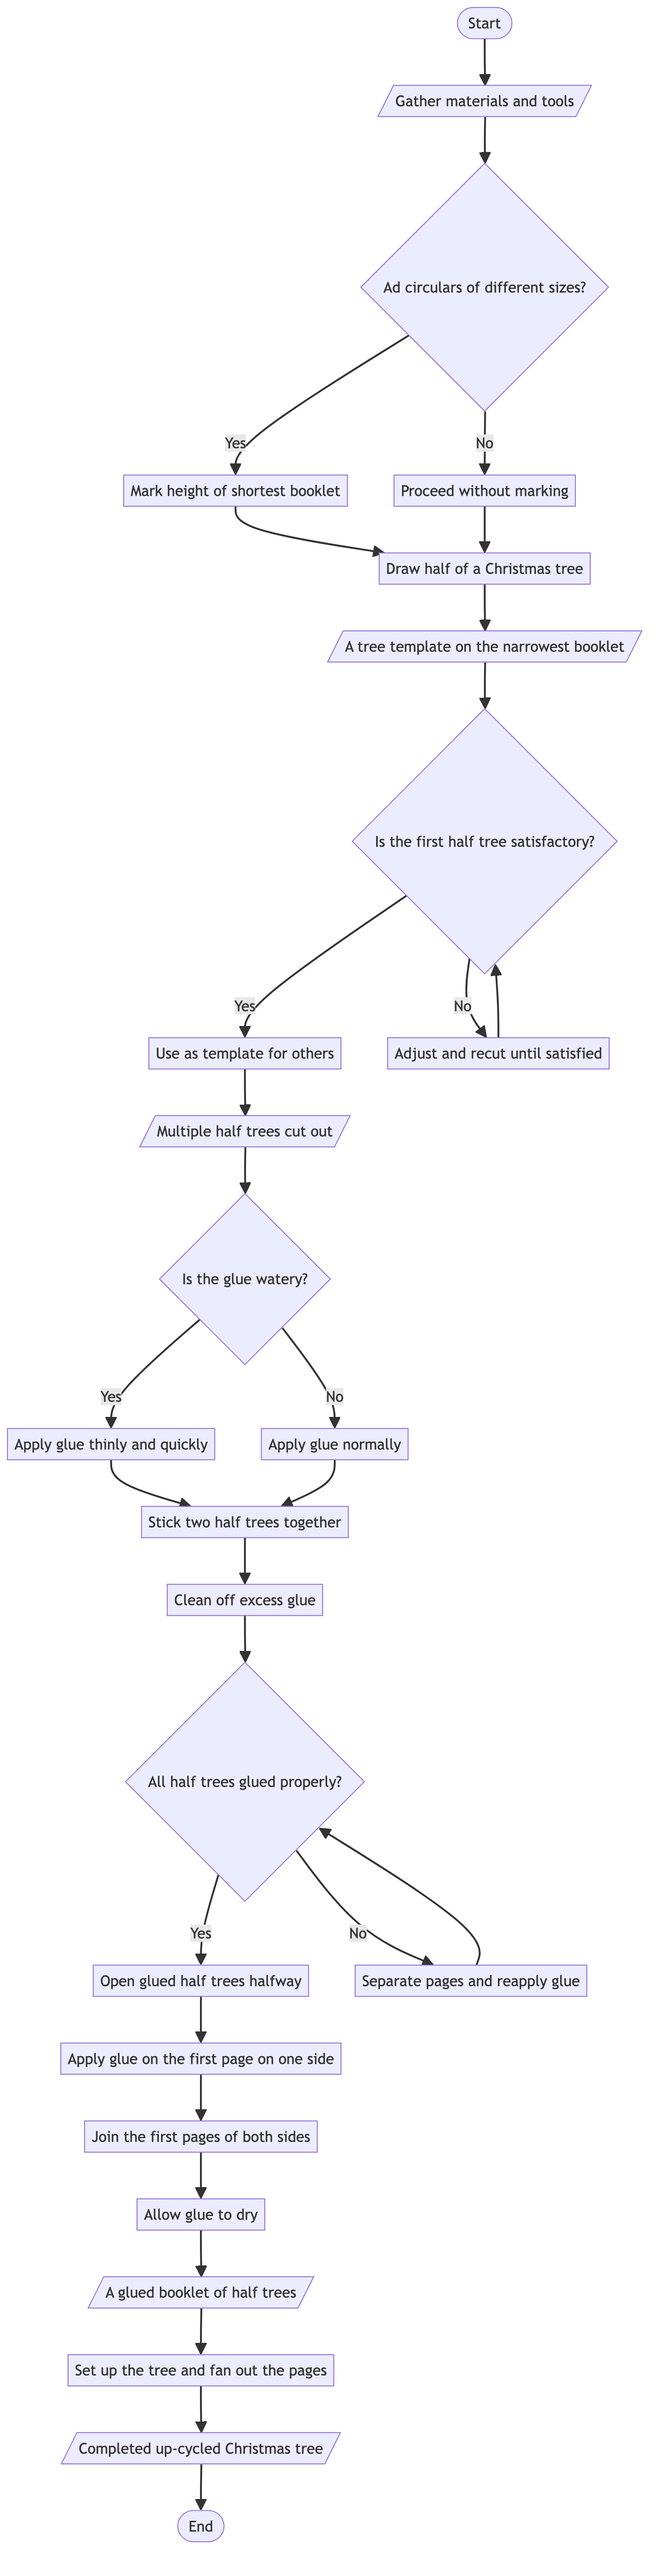 Start
Gather materials and tools
Ad circulars of different sizes?
Yes
No
Mark height of shortest booklet
Proceed without marking
Draw half of a Christmas tree
A tree template on the narrowest booklet
Is the first half tree satisfactory?
Yes
No
Use as template for others
Adjust and recut until satisfied
Multiple half trees cut out
Is the glue watery?
Yes
No
Apply glue thinly and quickly
Apply glue normally
Stick two half trees together
Clean off excess glue
All half trees glued properly?
Yes
No
Open glued half trees halfway
Separate pages and reapply glue
Apply glue on the first page on one side
Join the first pages of both sides
Allow glue to dry
A glued booklet of half trees
Set up the tree and fan out the pages
Completed up-cycled Christmas tree
End